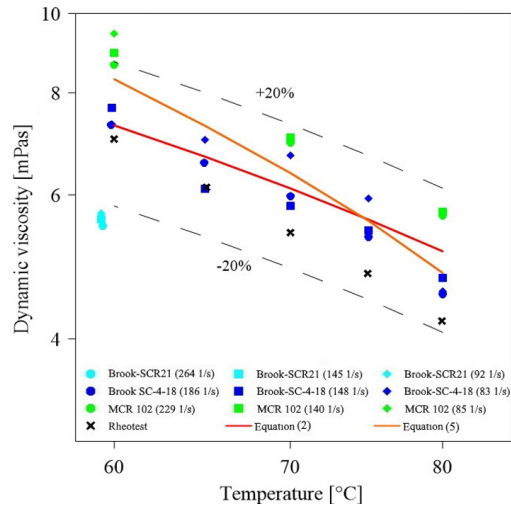 10
8
6
4
Dynamic viscosity [mPas]
+20%
-20%
Brook-SCR21 (264 1/s) Brook-SCR21 (145 1/s) Brook-SCR21 (92 1/s)
Brook SC-4-18 (186 1/s) Brook-SC-4-18 (148 1/s) Brook-SC-4-18 (83 1/s)
MCR 102 (229 1/s) MCR 102 (140 1/s) MCR 102 (85 1/s)
Rheotest Equation (2) Equation (5)
60 70 80
Temperature [°C]